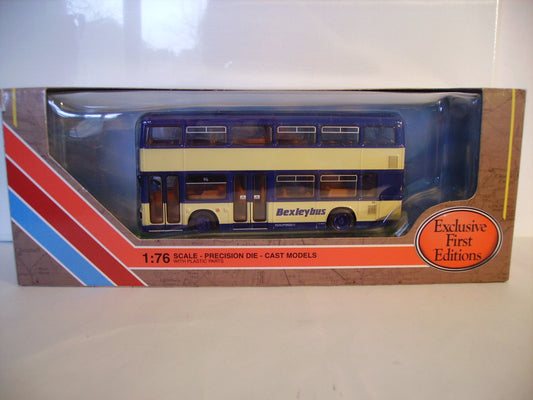 Bexleybus
Exclusive
First
Editions
1:76 SCALE - PRECISION DIE - CAST MODELS
WITH PLASTIC PARTS